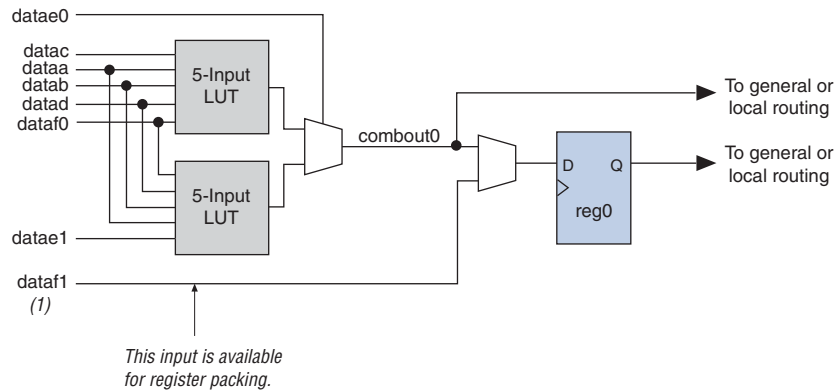 datae0
datac
dataa
datab
datad
dataf0
5-Input
LUT
5-Input
LUT
combout0
To general or
local routing
D Q
reg0
To general or
local routing
datae1
dataf1
(1)
This input is available
for register packing.